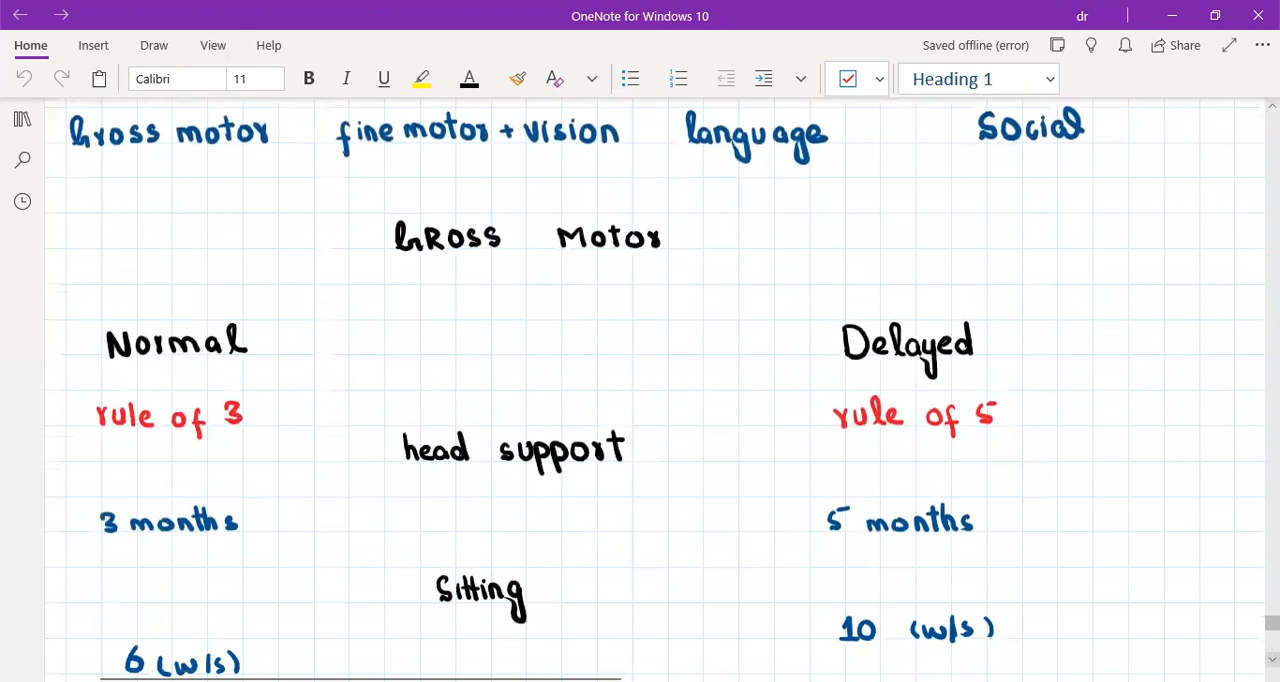 OneNote for Windows 10
dr
Home Insert Draw View Help
Saved offline (error)
Share
Calibri 11 B I U A A Heading 1
Gross motor fine motor + vision language Social
GROSS MOTOR
Normal Delayed
rule of 3 rule of 5
head support
3 months 5 months
Sitting
10 (w/s)
6 (w/s)